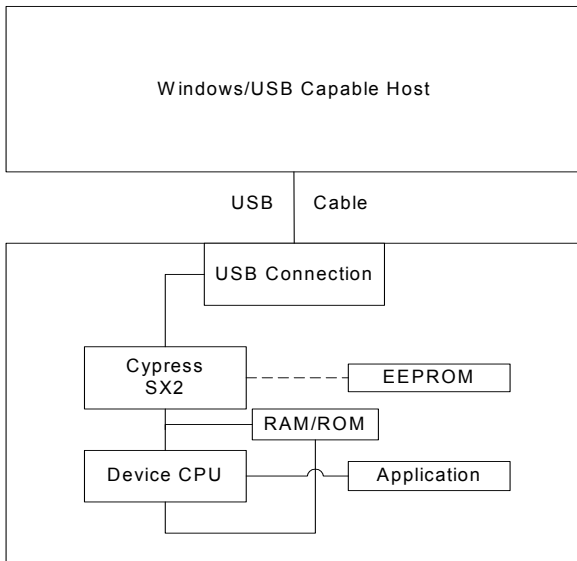 Windows/USB Capable Host
USB Cable
USB Connection
Cypress
SX2
EEPROM
RAM/ROM
Device CPU
Application